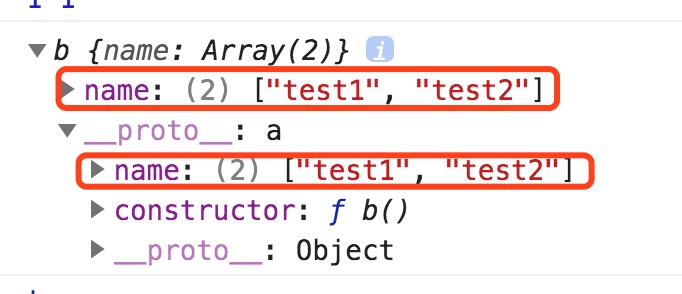 b {name: Array(2)} i
name: (2) ["test1", "test2"]
__proto__: a
name: (2) ["test1", "test2"]
constructor: ƒ b()
__proto__: Object